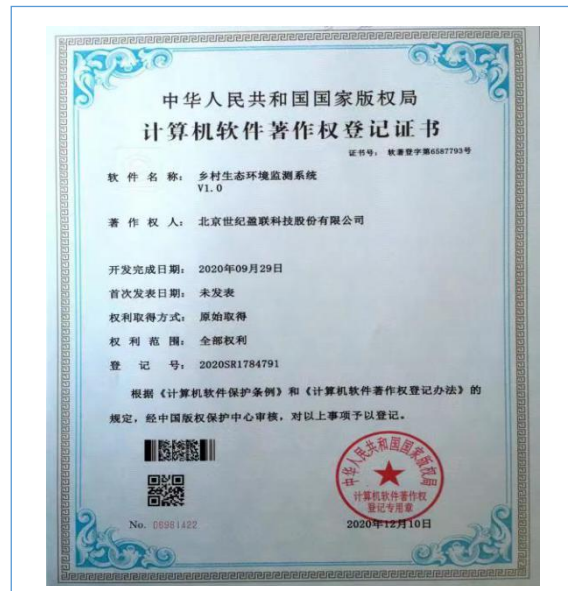 中华人民共和国国家版权局
计算机软件著作权登记证书
证书号： 软著登字第6587793号
软 件 名 称： 乡村生态环境监测系统
V1.0
著 作 权 人： 北京世纪盈联科技股份有限公司
开发完成日期： 2020年09月29日
首次发表日期： 未发表
权利取得方式： 原始取得
权 利 范 围： 全部权利
登 记 号： 2020SR1784791
根据《计算机软件保护条例》和《计算机软件著作权登记办法》的
规定，经中国版权保护中心审核，对以上事项予以登记。
中华人民共和国国家版权局
计算机软件著作权
登记专用章
No. 06981422
2020年12月10日